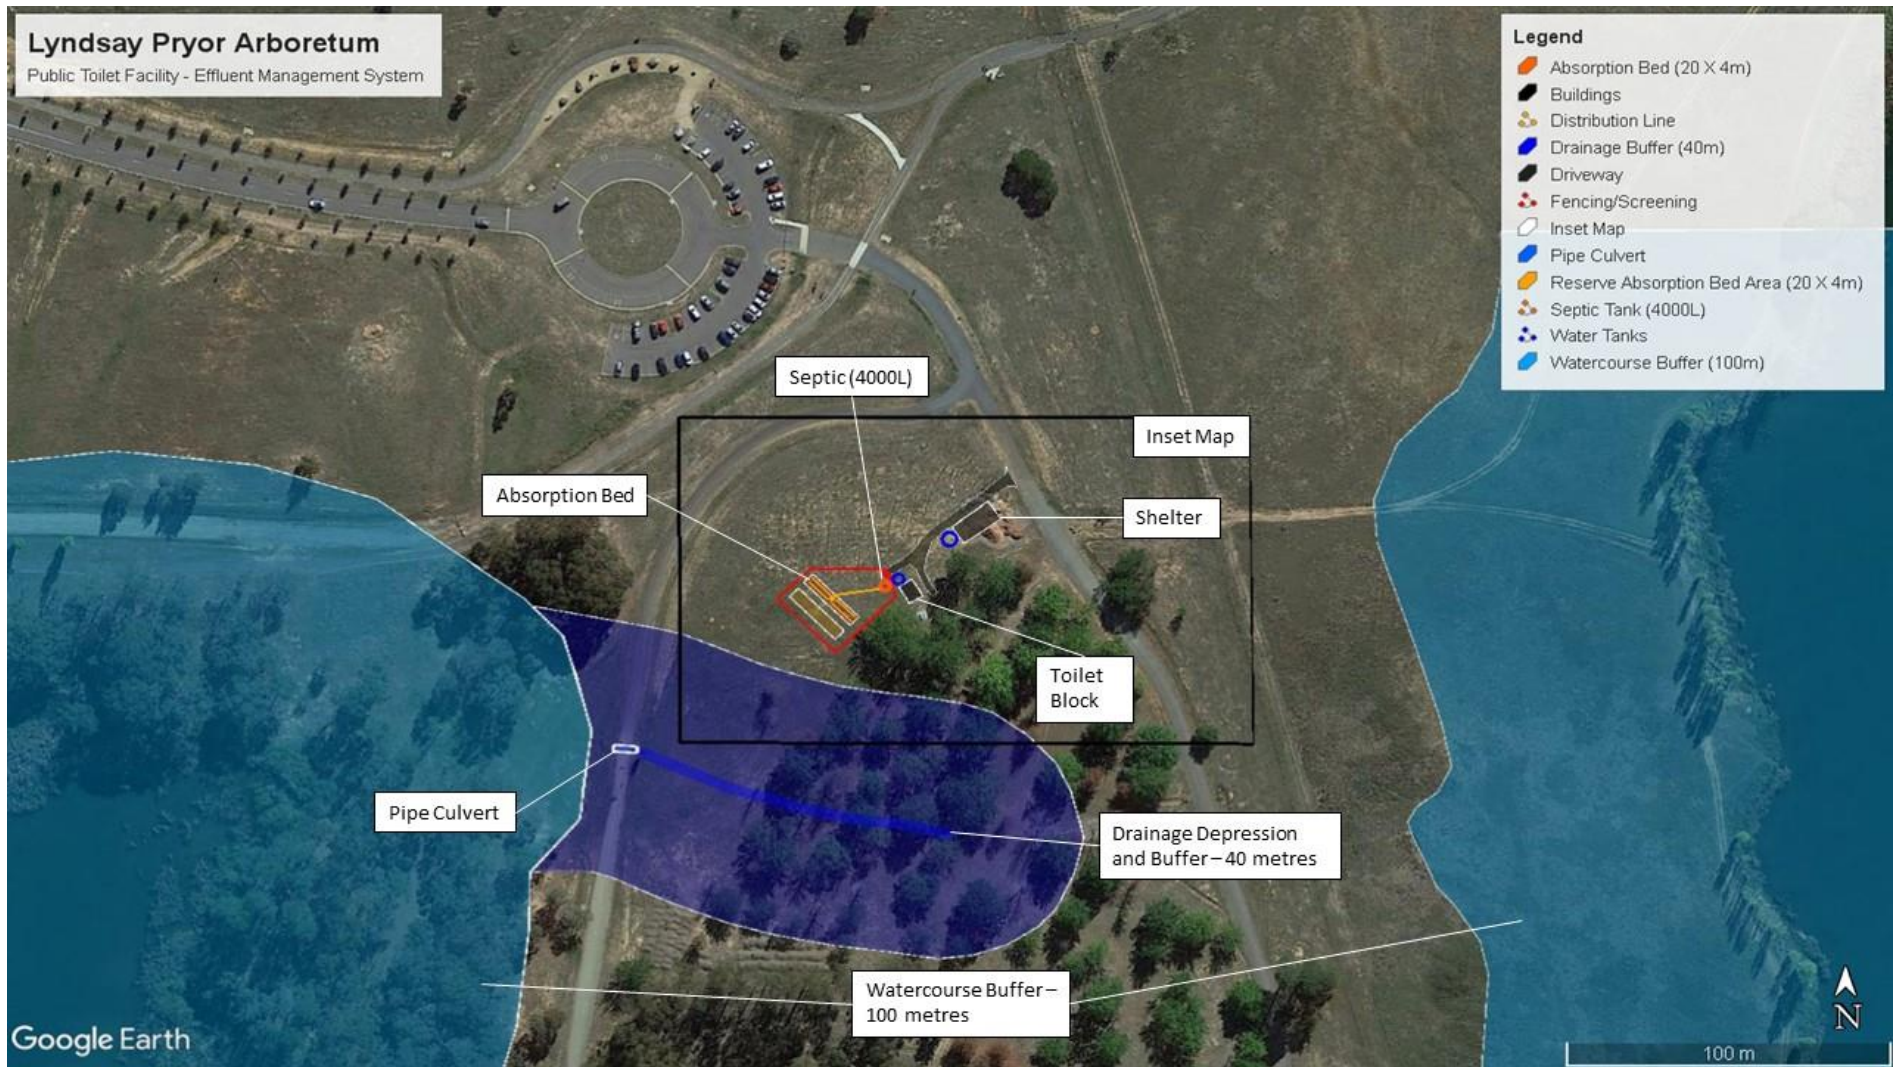 Lyndsay Pryor Arboretum
Public Toilet Facility - Effluent Management System
Legend
Absorption Bed (20 X 4m)
Buildings
Distribution Line
Drainage Buffer (40m)
Driveway
Fencing/Screening
Inset Map
Pipe Culvert
Reserve Absorption Bed Area (20 X 4m)
Septic Tank (4000L)
Water Tanks
Watercourse Buffer (100m)
Septic (4000L)
Inset Map
Absorption Bed
Shelter
Toilet
Block
Pipe Culvert
Drainage Depression
and Buffer – 40 metres
Watercourse Buffer –
100 metres
Google Earth
N
100 m